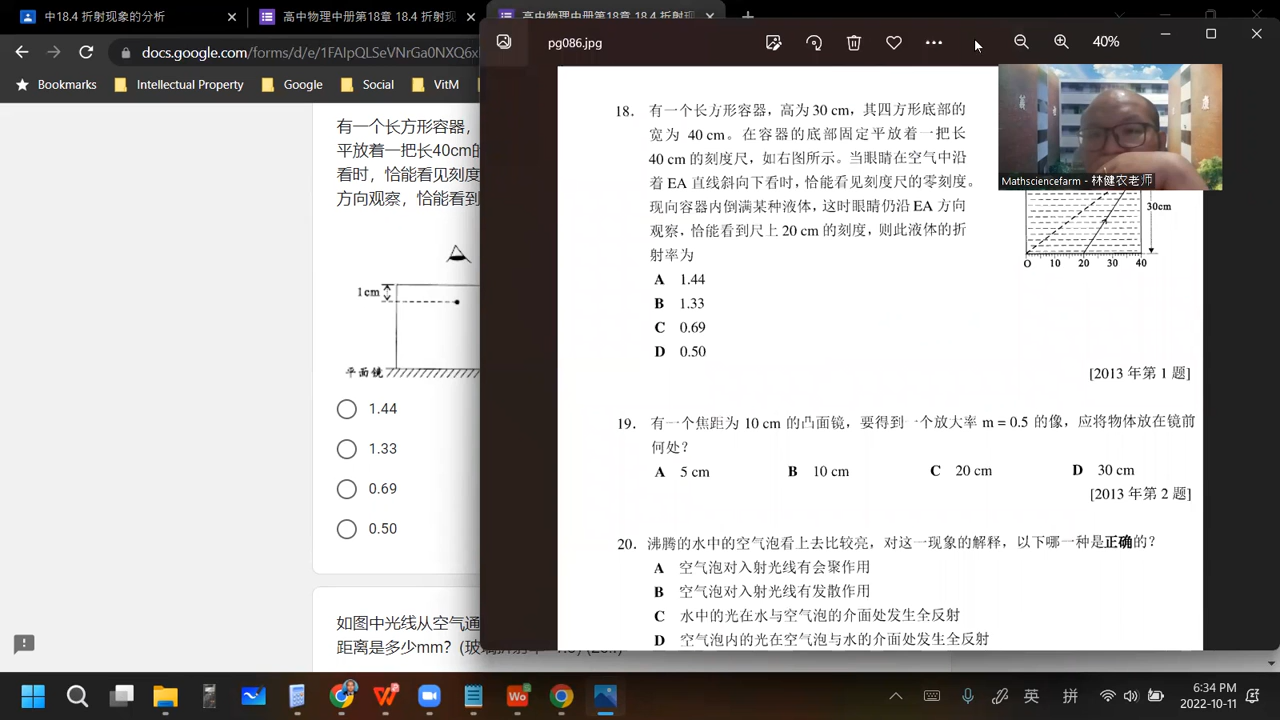 中18.4 折射现象的分析
高中物理中册第18章 18.4 折射现
高中物理中册第18章 18.4 折射现
docs.google.com/forms/d/e/1FAIpQLSeVNrGa0NXQ6x
Bookmarks
Intellectual Property
Google
Social
VitM
pg086.jpg
40%
有一个长方形容器,
平放着一把长40cm的
看时，恰能看见刻度
方向观察，恰能看到
1cm
平面镜
1.44
1.33
0.69
0.50
如图中光线从空气通
距离是多少mm?
18. 有一个长方形容器，高为 30 cm，其四方形底部的
宽为 40 cm。在容器的底部固定平放着一把长
40 cm 的刻度尺，如右图所示。当眼睛在空气中沿
着 EA 直线斜向下看时，恰能看见刻度尺的零刻度。
现向容器内倒满某种液体，这时眼睛仍沿 EA 方向
观察，恰能看到尺上 20 cm 的刻度，则此液体的折
射率为
A 1.44
B 1.33
C 0.69
D 0.50
[2013 年第 1 题]
Mathsciencefarm - 林健农老师
30cm
O 10 20 30 40
19. 有一个焦距为 10 cm 的凸面镜，要得到一个放大率 m = 0.5 的像，应将物体放在镜前
何处？
A 5 cm B 10 cm C 20 cm D 30 cm
[2013 年第 2 题]
20. 沸腾的水中的空气泡看上去比较亮，对这一现象的解释，以下哪一种是正确的？
A 空气泡对入射光线有会聚作用
B 空气泡对入射光线有发散作用
C 水中的光在水与空气泡的介面处发生全反射
D 空气泡内的光在空气泡与水的介面处发生全反射
英
拼
6:34 PM
2022-10-11